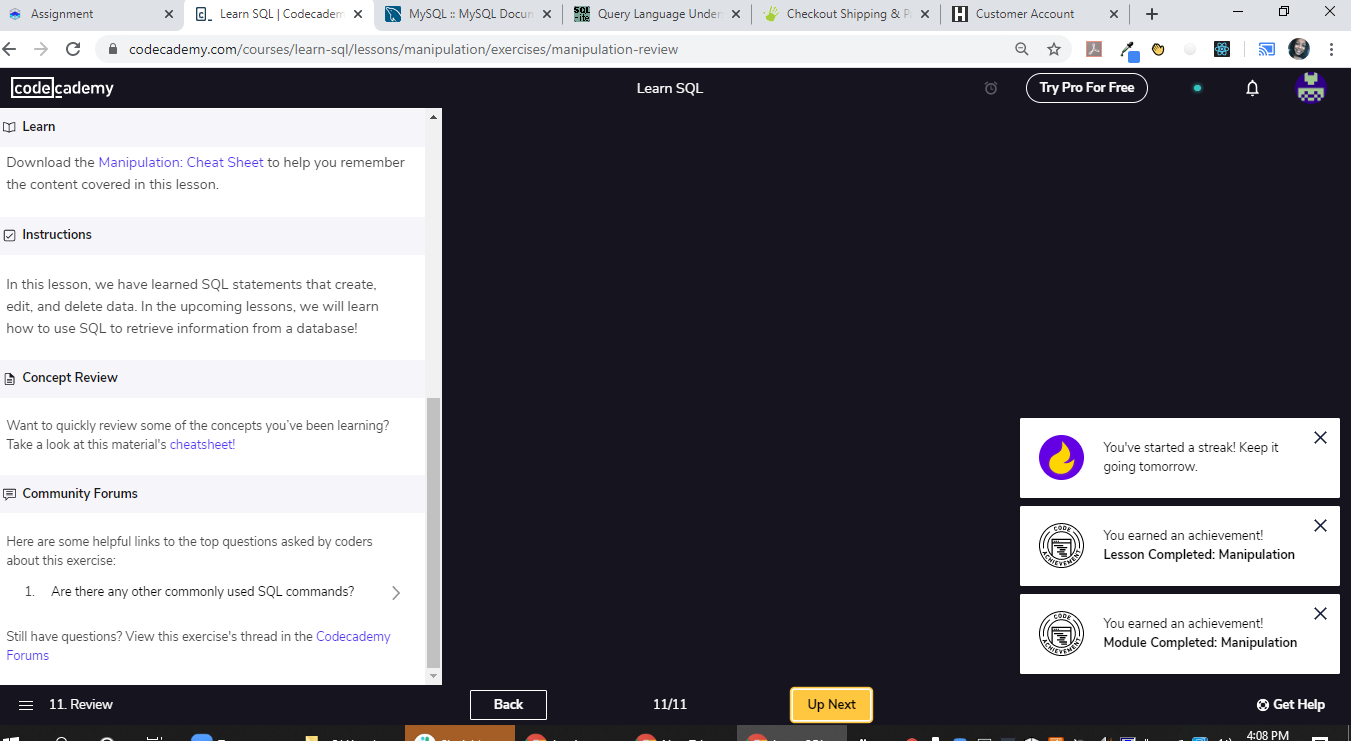 Assignment
Learn SQL | Codecadem
MySQL :: MySQL Docum
Query Language Under
Checkout Shipping & P
Customer Account
codecademy.com/courses/learn-sql/lessons/manipulation/exercises/manipulation-review
codecademy
Learn SQL
Try Pro For Free
Learn
Download the Manipulation: Cheat Sheet to help you remember
the content covered in this lesson.
Instructions
In this lesson, we have learned SQL statements that create,
edit, and delete data. In the upcoming lessons, we will learn
how to use SQL to retrieve information from a database!
Concept Review
Want to quickly review some of the concepts you've been learning?
Take a look at this material's cheatsheet!
Community Forums
Here are some helpful links to the top questions asked by coders
about this exercise:
1. Are there any other commonly used SQL commands?
Still have questions? View this exercise's thread in the Codecademy
Forums
You've started a streak! Keep it
going tomorrow.
CODE ACHIEVEMENT
You earned an achievement!
Lesson Completed: Manipulation
CODE ACHIEVEMENT
You earned an achievement!
Module Completed: Manipulation
11. Review
Back
11/11
Up Next
Get Help
4:08 PM